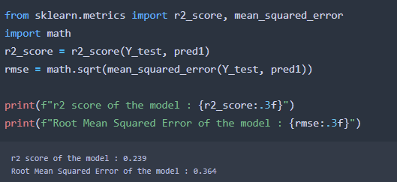 from sklearn.metrics import r2_score, mean_squared_error
import math
r2_score = r2_score(Y_test, pred1)
rmse = math.sqrt(mean_squared_error(Y_test, pred1))
print(f"r2 score of the model : {r2_score:.3f}")
print(f"Root Mean Squared Error of the model : {rmse:.3f}")
r2 score of the model : 0.239
Root Mean Squared Error of the model : 0.364